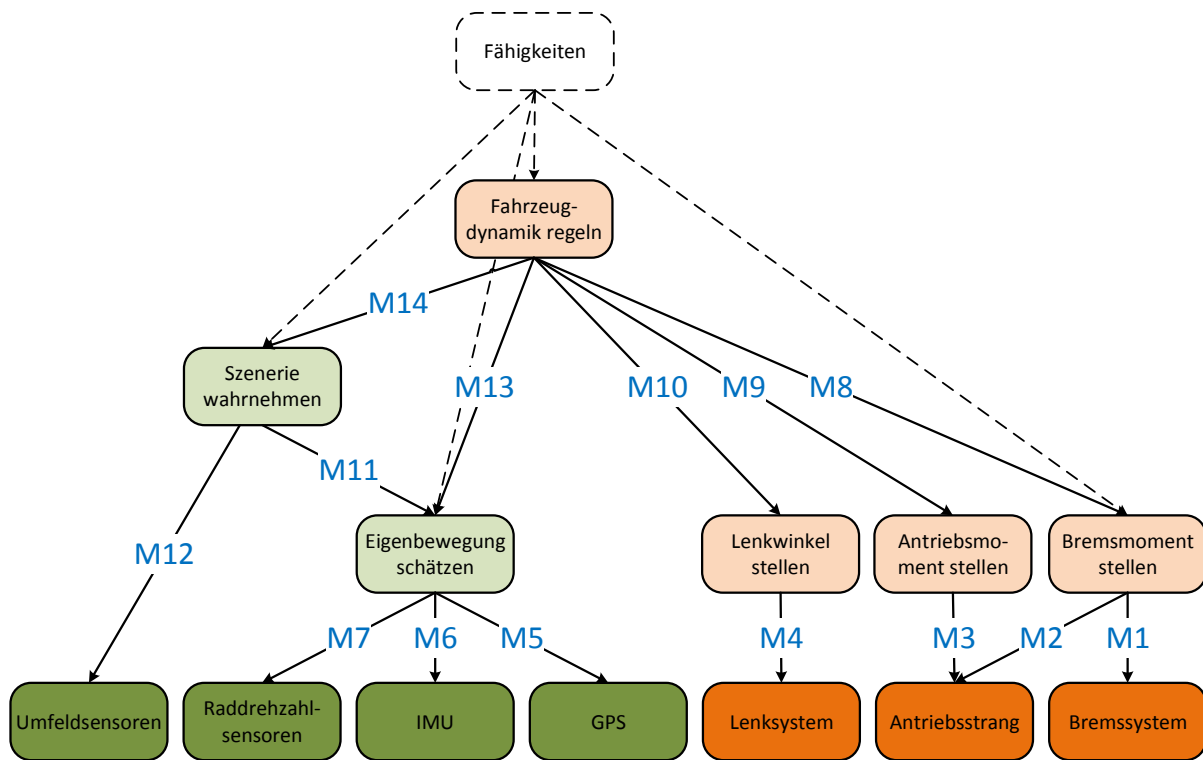 Fähigkeiten
Fahrzeug-
dynamik regeln
M14
Szenerie
wahrnehmen
M13
M10
M9
M8
M11
M12
Eigenbewegung
schätzen
Lenkwinkel
stellen
Antriebsmo-
ment stellen
Bremsmoment
stellen
M7
M6
M5
M4
M3
M2
M1
Umfeldsensoren
Raddrehzahl-
sensoren
IMU
GPS
Lenksystem
Antriebsstrang
Bremssystem